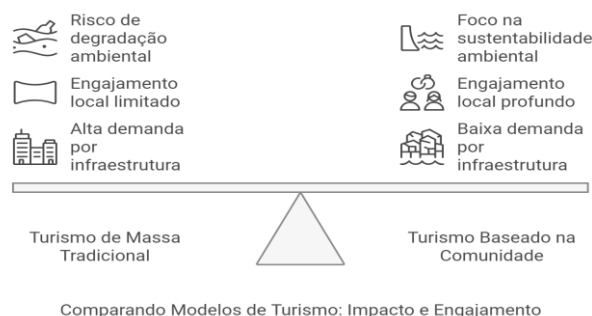 Risco de
degradação
ambiental
Engajamento
local limitado
Alta demanda
por
infraestrutura
Foco na
sustentabilidade
ambiental
Engajamento
local profundo
Baixa demanda
por
infraestrutura
Turismo de Massa
Tradicional
Turismo Baseado na
Comunidade
Comparando Modelos de Turismo: Impacto e Engajamento